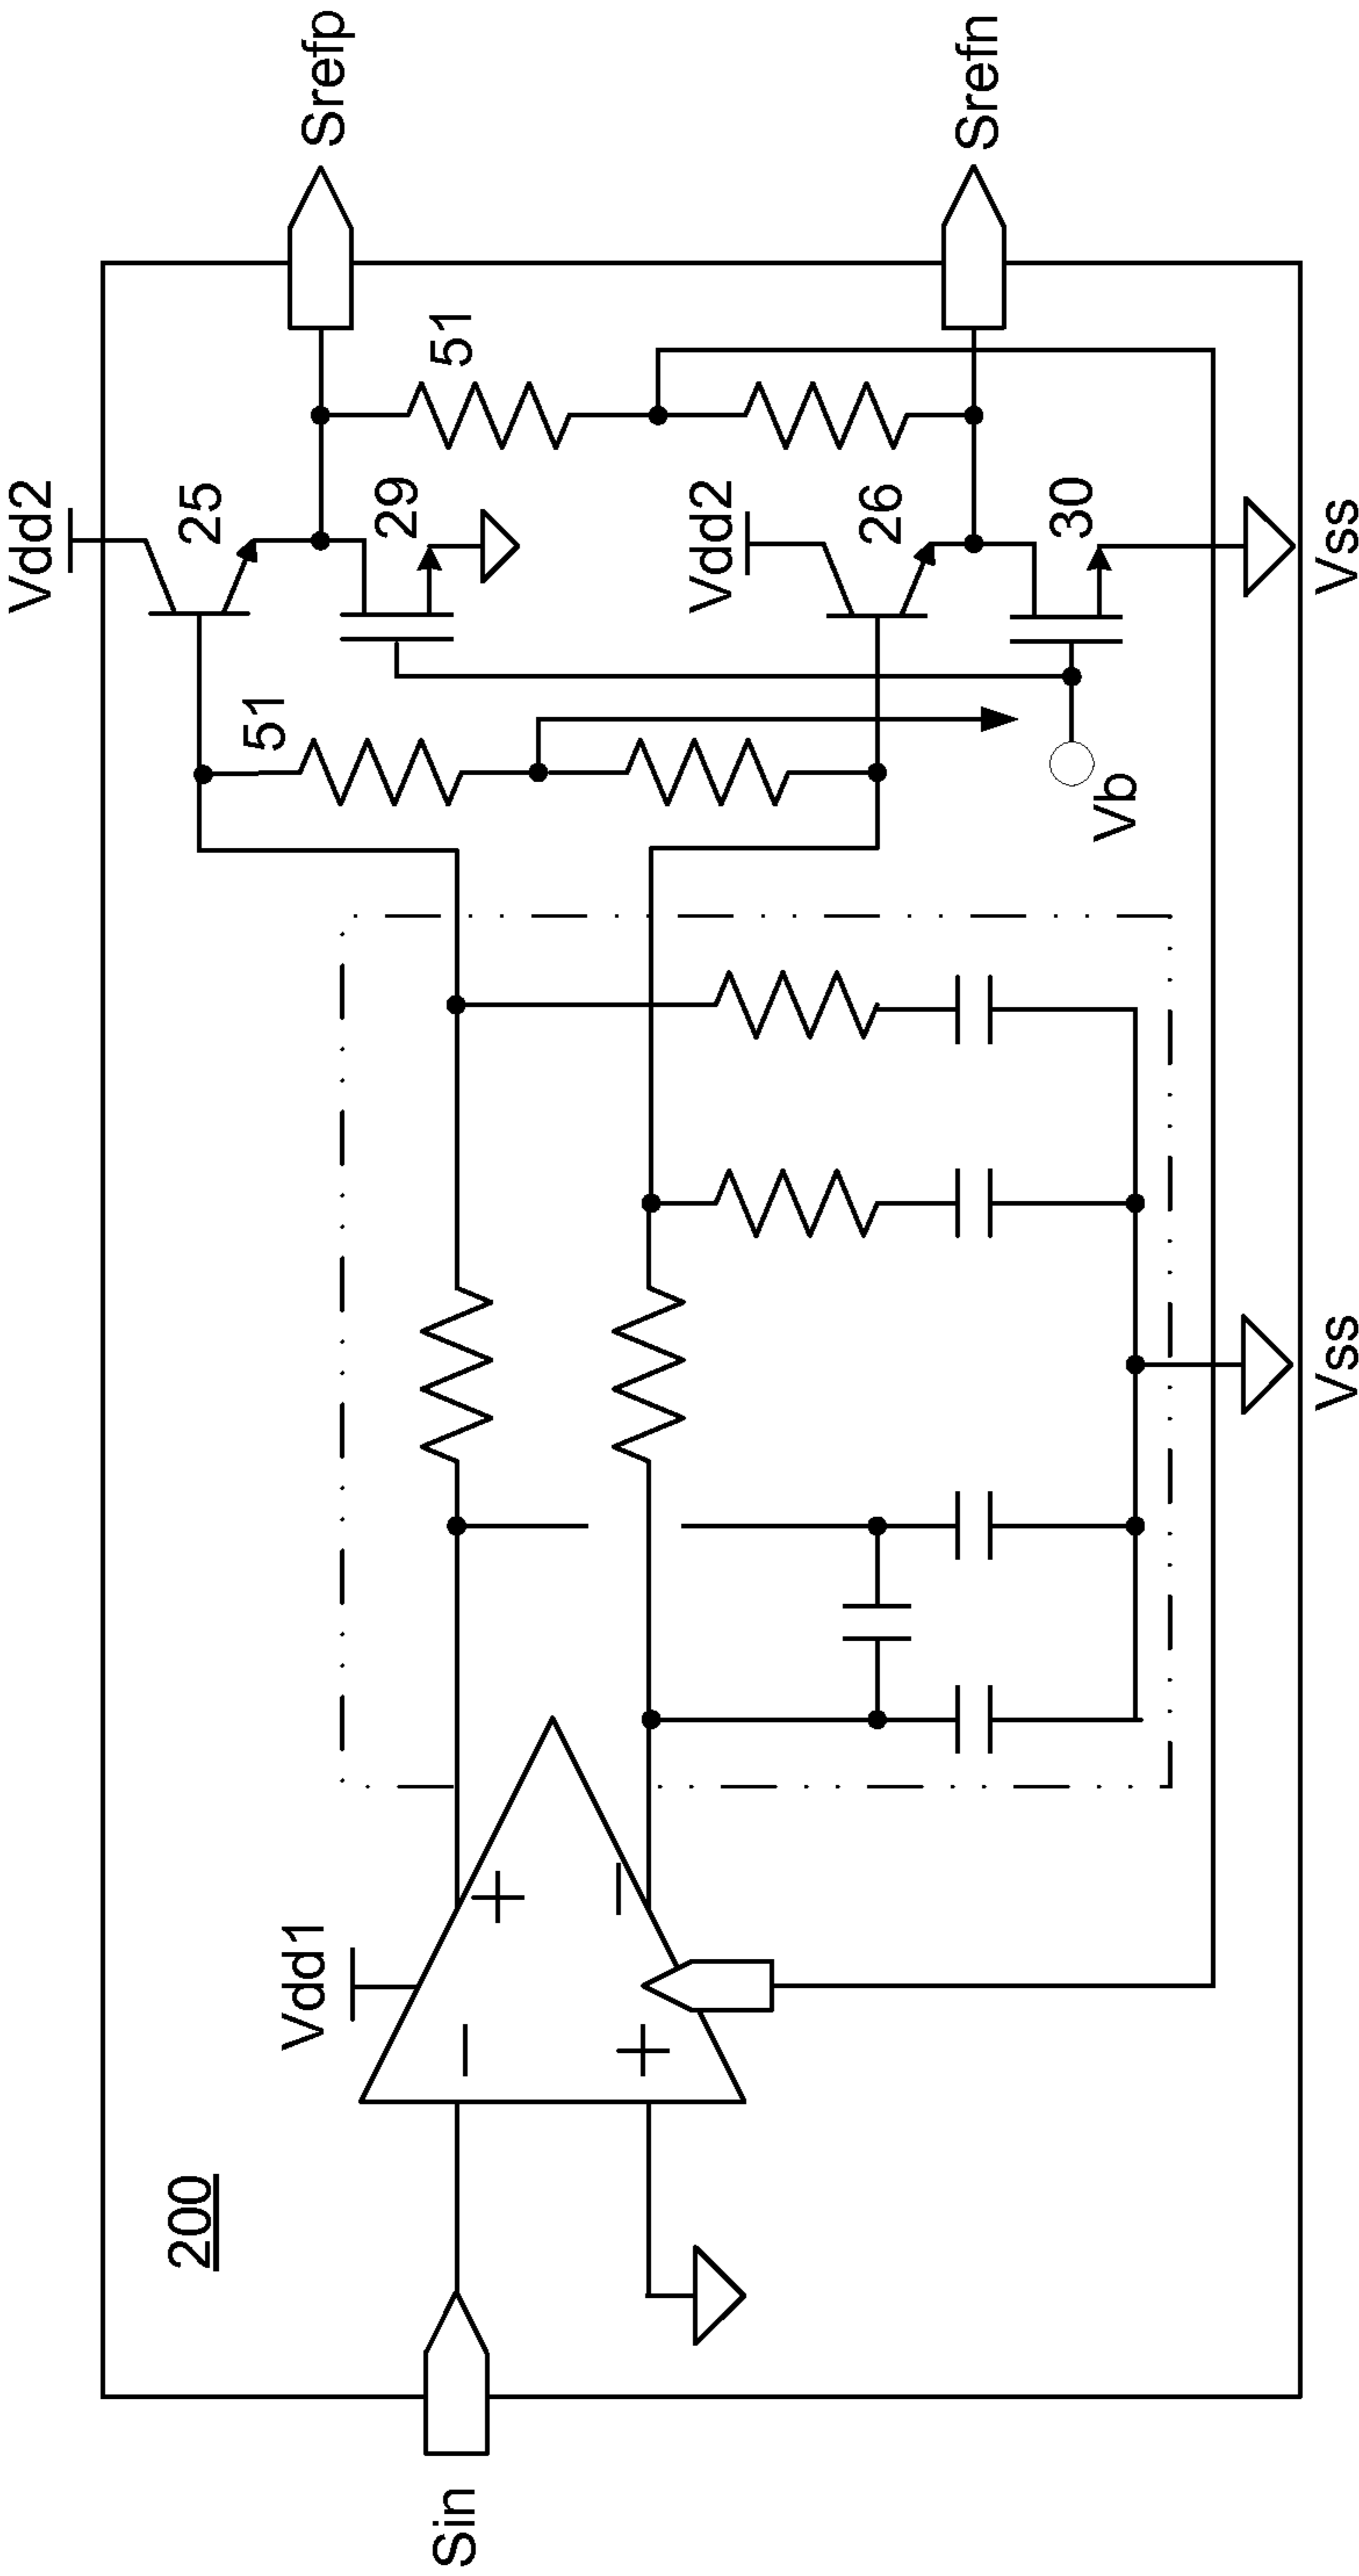 200
Sin
Vdd1
−
+
+
−
Vdd2
25
51
29
51
Vdd2
26
30
Vb
Srefp
Srefn
Vss
Vss